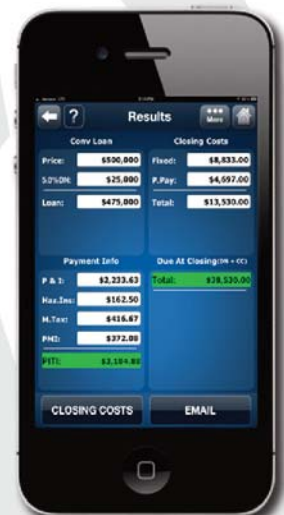 Results
More
Conv Loan
Price: $500,000
5.0%DN: $25,000
Loan: $475,000
Closing Costs
Fixed: $8,833.00
P.Pay: $4,697.00
Total: $13,530.00
Payment Info
P & I: $2,233.63
Haz.Ins: $162.50
M.Tax: $416.67
PMI: $372.08
PITI:
Due At Closing(DN + CC)
Total: $38,530.00
CLOSING COSTS
EMAIL